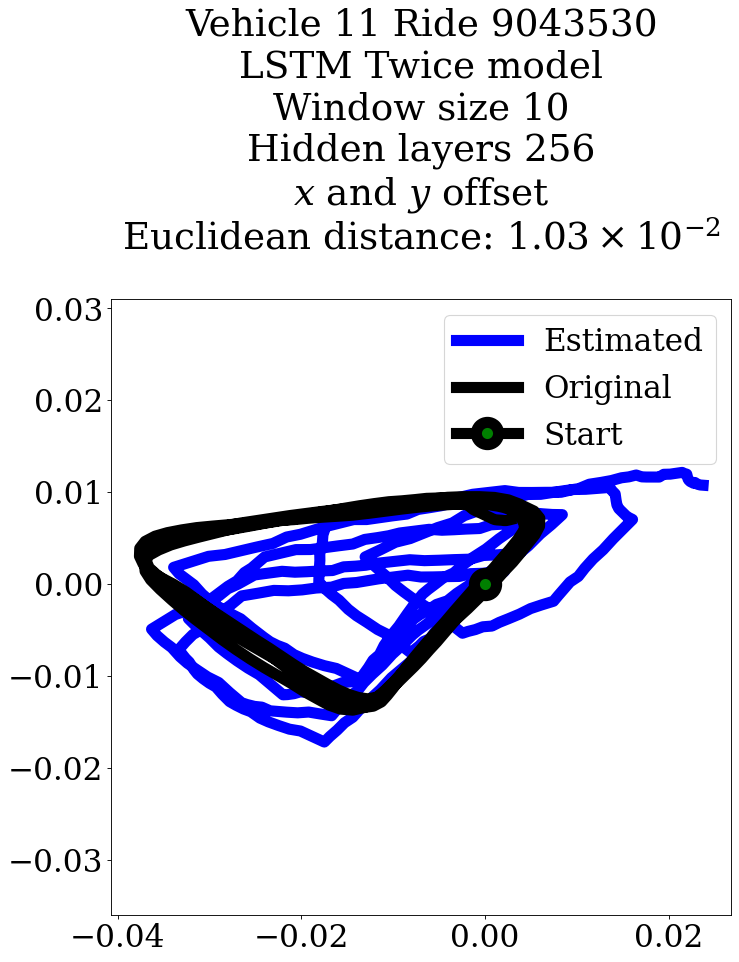 Vehicle 11 Ride 9043530
LSTM Twice model
Window size 10
Hidden layers 256
x and y offset
Euclidean distance: 1.03 × 10⁻²
Estimated
Original
Start
0.03
0.02
0.01
0.00
−0.01
−0.02
−0.03
−0.04 −0.02 0.00 0.02